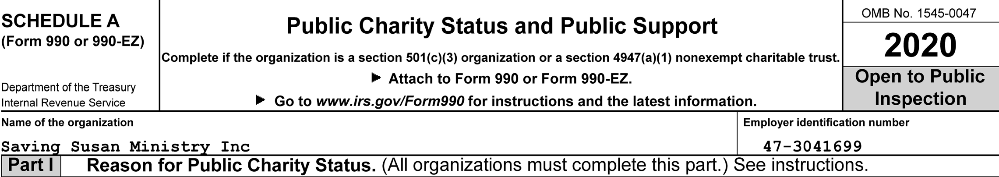 SCHEDULE A
(Form 990 or 990-EZ)
Department of the Treasury
Internal Revenue Service
Public Charity Status and Public Support
Complete if the organization is a section 501(c)(3) organization or a section 4947(a)(1) nonexempt charitable trust.
► Attach to Form 990 or Form 990-EZ.
► Go to www.irs.gov/Form990 for instructions and the latest information.
OMB No. 1545-0047
2020
Open to Public
Inspection
Name of the organization
Saving Susan Ministry Inc
Employer identification number
47-3041699
Part I Reason for Public Charity Status. (All organizations must complete this part.) See instructions.